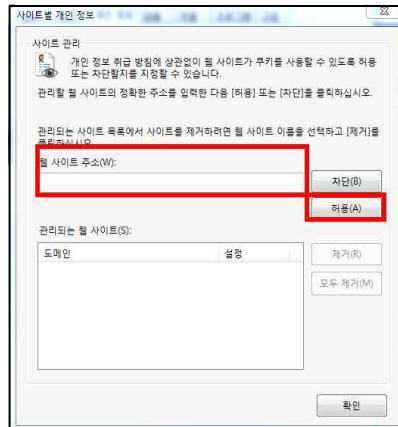 사이트별 개인 정보
사이트 관리
개인 정보 취급 방침에 상관없이 웹 사이트가 쿠키를 사용할 수 있도록 허용
또는 차단할지를 지정할 수 있습니다.
관리할 웹 사이트의 정확한 주소를 입력한 다음 [허용] 또는 [차단]을 클릭하십시오.
관리되는 사이트 목록에서 사이트를 제거하려면 웹 사이트 이름을 선택하고 [제거]를
클릭하십시오.
웹 사이트 주소(W):
차단(B)
허용(A)
관리되는 웹 사이트(S):
도메인 설정
제거(R)
모두 제거(M)
확인